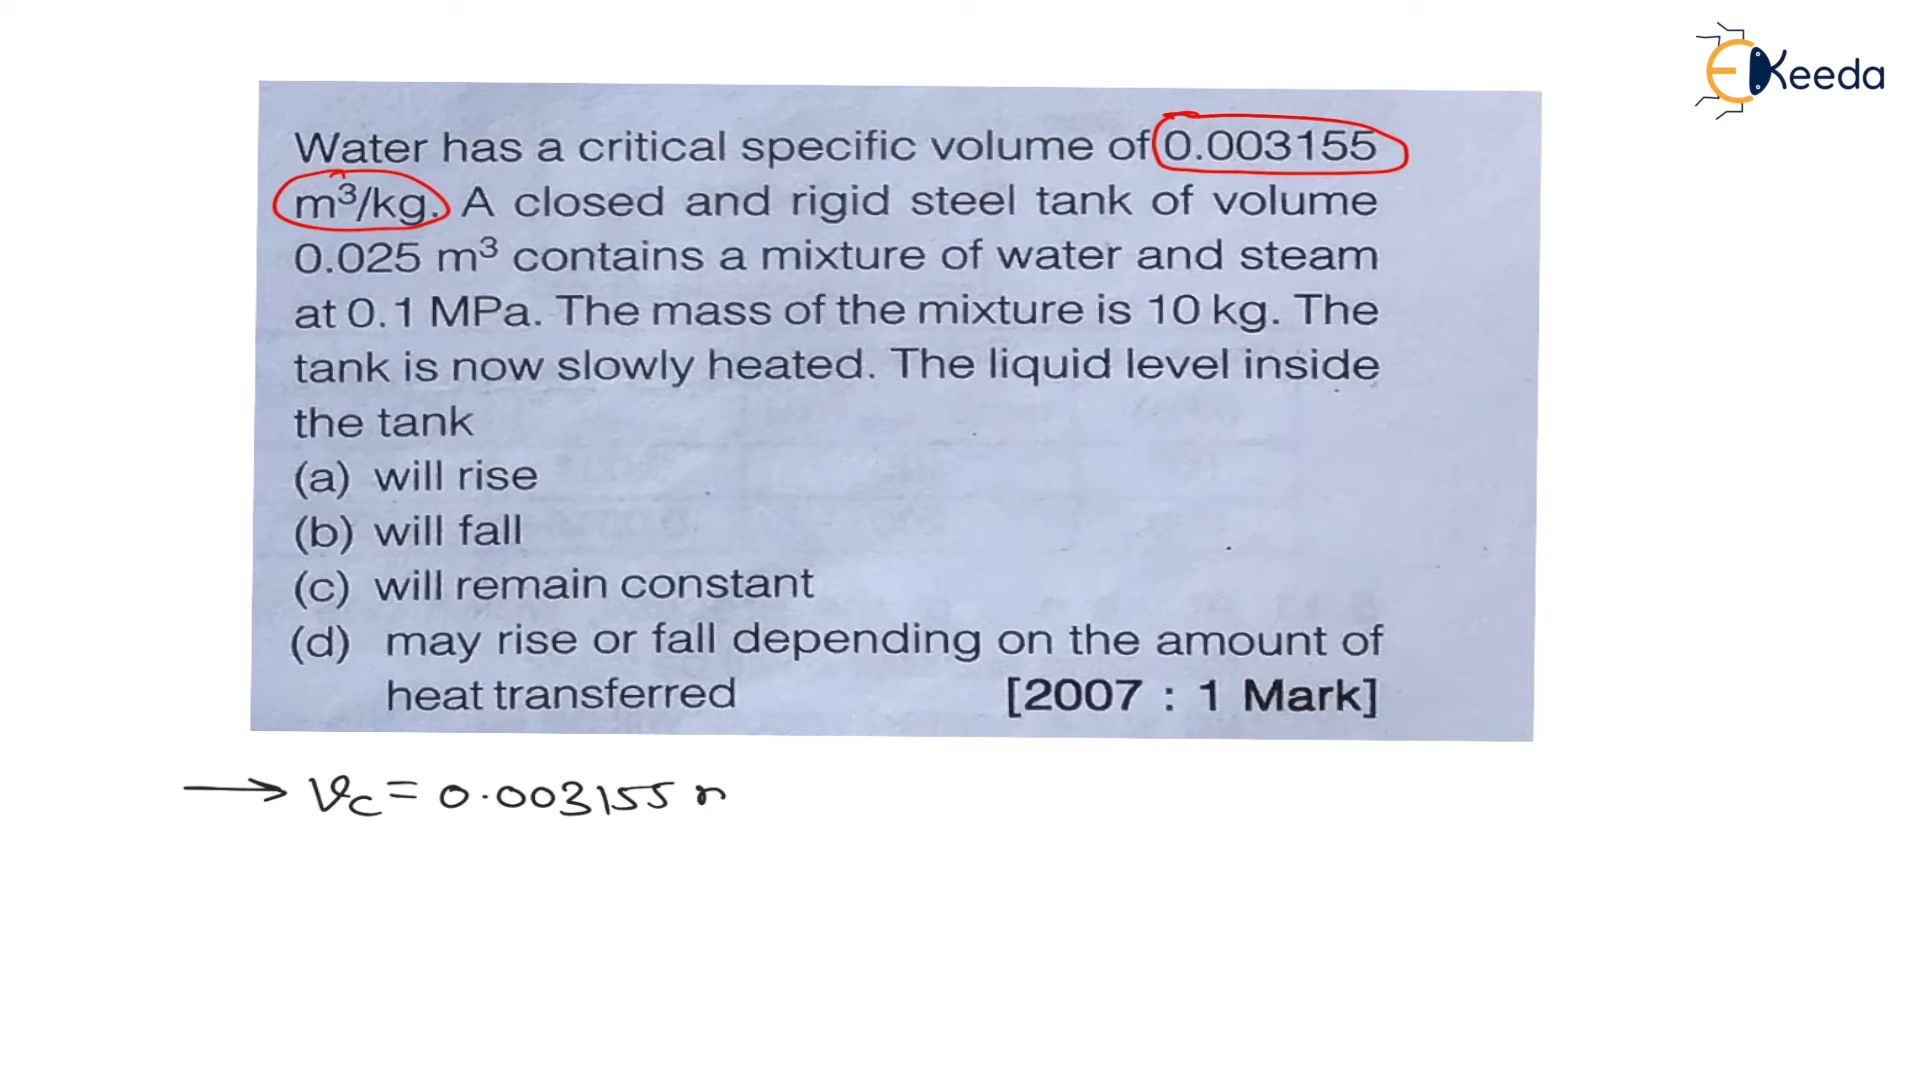 EKeeda
Water has a critical specific volume of 0.003155
m³/kg. A closed and rigid steel tank of volume
0.025 m³ contains a mixture of water and steam
at 0.1 MPa. The mass of the mixture is 10 kg. The
tank is now slowly heated. The liquid level inside
the tank
(a) will rise
(b) will fall
(c) will remain constant
(d) may rise or fall depending on the amount of
heat transferred [2007 : 1 Mark]
→ vc = 0.003155 m